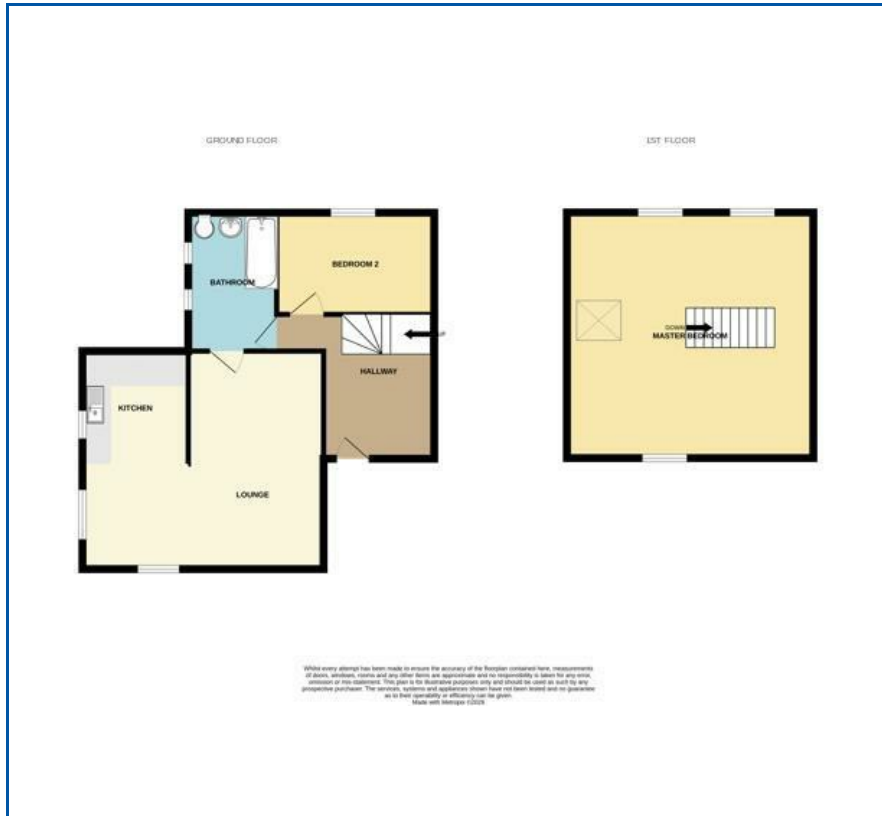 GROUND FLOOR
1ST FLOOR
BEDROOM 2
BATHROOM
UP
DOWN
MASTER BEDROOM
HALLWAY
KITCHEN
LOUNGE
Whilst every attempt has been made to ensure the accuracy of the floorplan contained here, measurements
of doors, windows, rooms and any other items are approximate and no responsibility is taken for any error,
omission or mis-statement. This plan is for illustrative purposes only and should be used as such by any
prospective purchaser. The services, systems and appliances shown have not been tested and no guarantee
as to their operability or efficiency can be given.
Made with Metropix